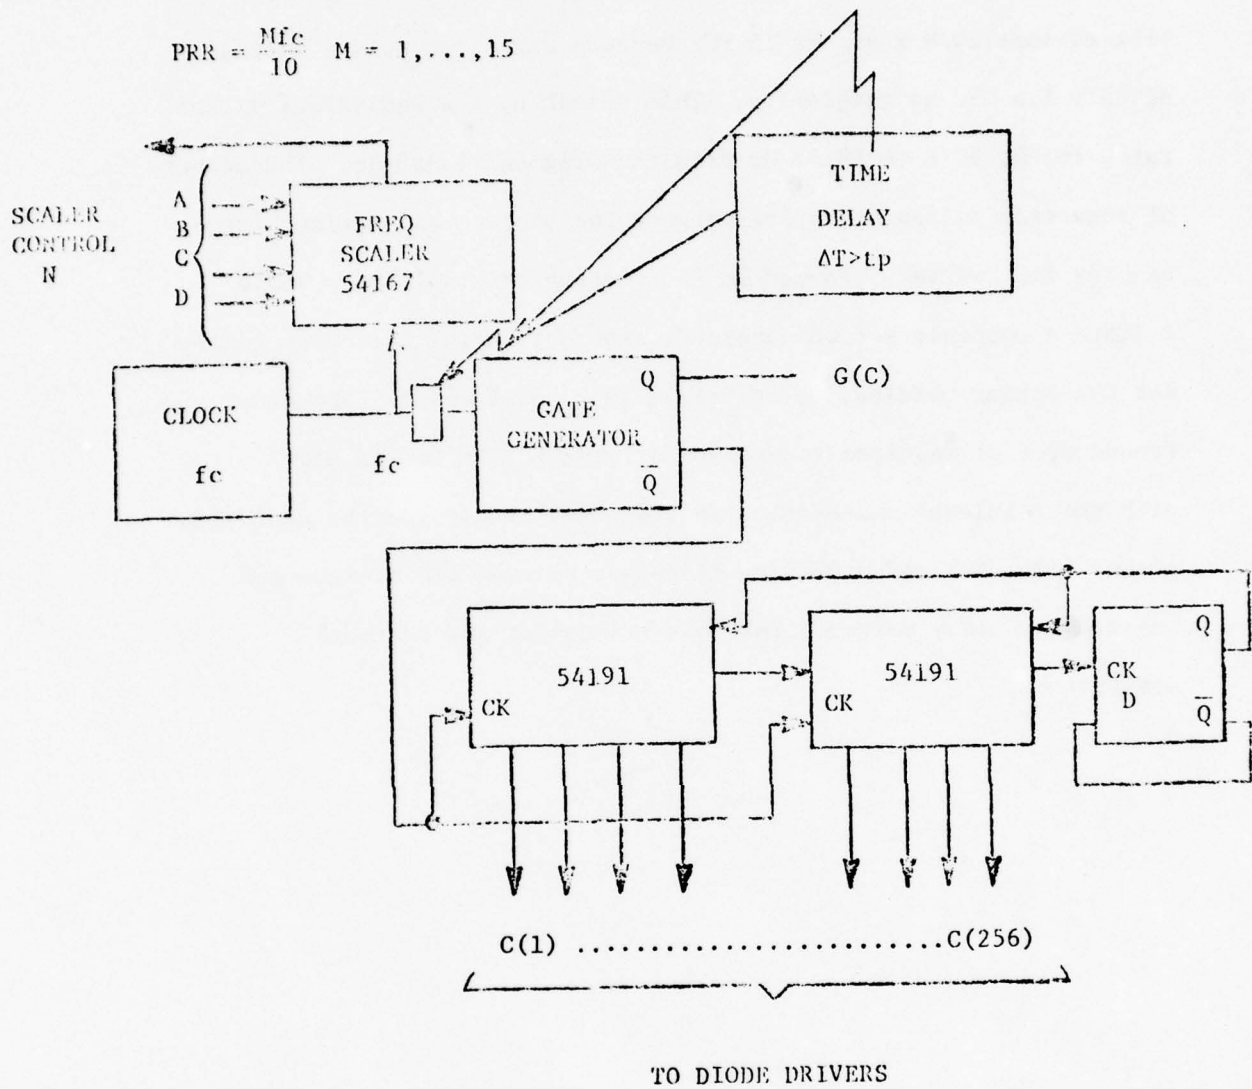 PRR = Mfc/10 M = 1,...,15
SCALER
CONTROL
N
A
B
C
D
FREQ
SCALER
54167
TIME
DELAY
ΔT>tp
CLOCK
fc
fc
GATE
GENERATOR
Q
Q̅
G(C)
54191
CK
54191
CK
Q
CK
D
Q̅
C(1) .........................C(256)
TO DIODE DRIVERS